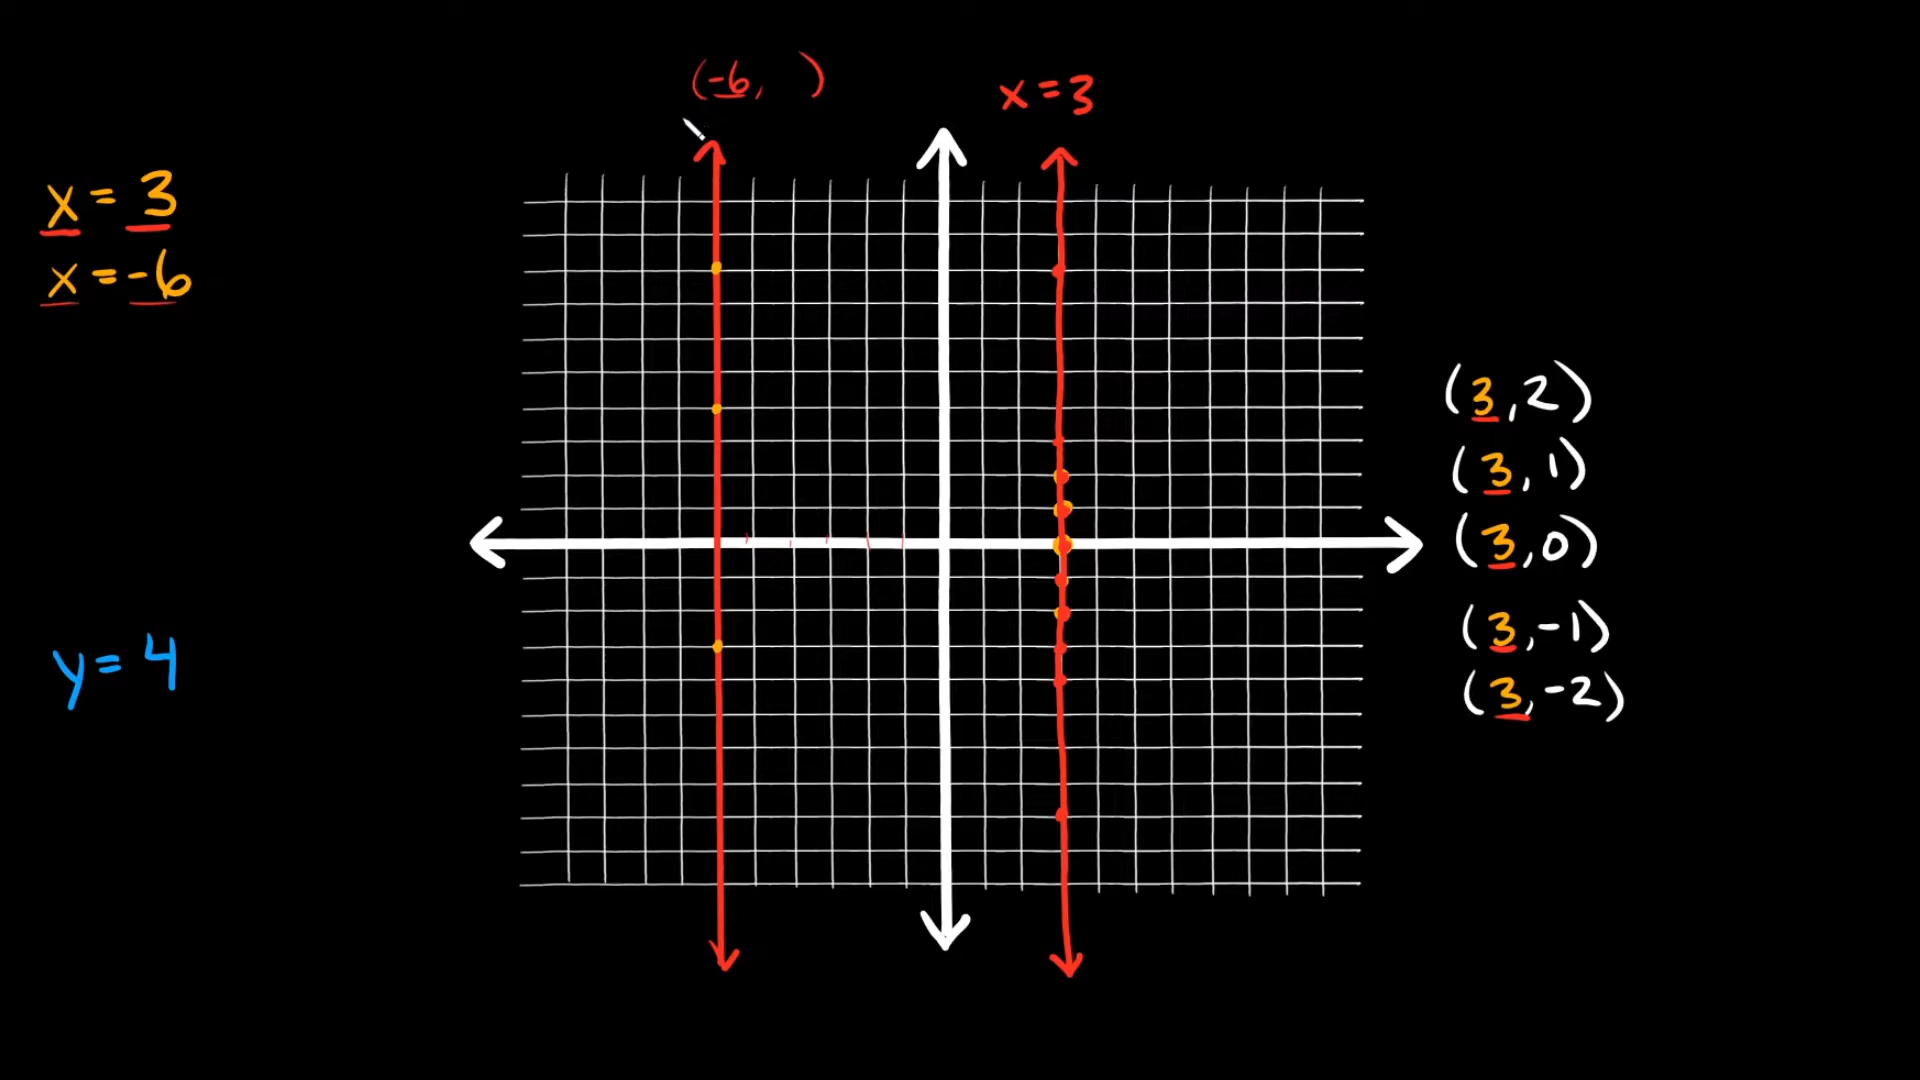 (-6, )
x=3
x = 3
x = -6
y = 4
(3,2)
(3,1)
(3,0)
(3,-1)
(3,-2)